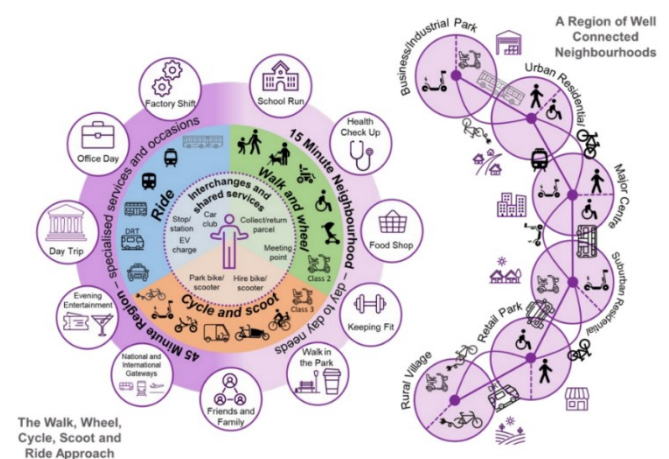 A Region of Well
Connected
Neighbourhoods
Business/Industrial Park
Urban Residential
Major Centre
Suburban Residential
Retail Park
Rural Village
Factory Shift
School Run
Office Day
Health
Check Up
Day Trip
Food Shop
Evening
Entertainment
Keeping Fit
National and
International
Gateways
Walk in
the Park
Friends and
Family
45 Minute Region – specialised services and occasions
15 Minute Neighbourhood – day to day needs
Ride
Walk and wheel
Cycle and scoot
DRT
Class 2
Class 3
Interchanges and
shared services
Stop/
station
Car
club
Collect/return
parcel
EV
charge
Meeting
point
Park bike/
scooter
Hire bike/
scooter
The Walk, Wheel,
Cycle, Scoot and
Ride Approach